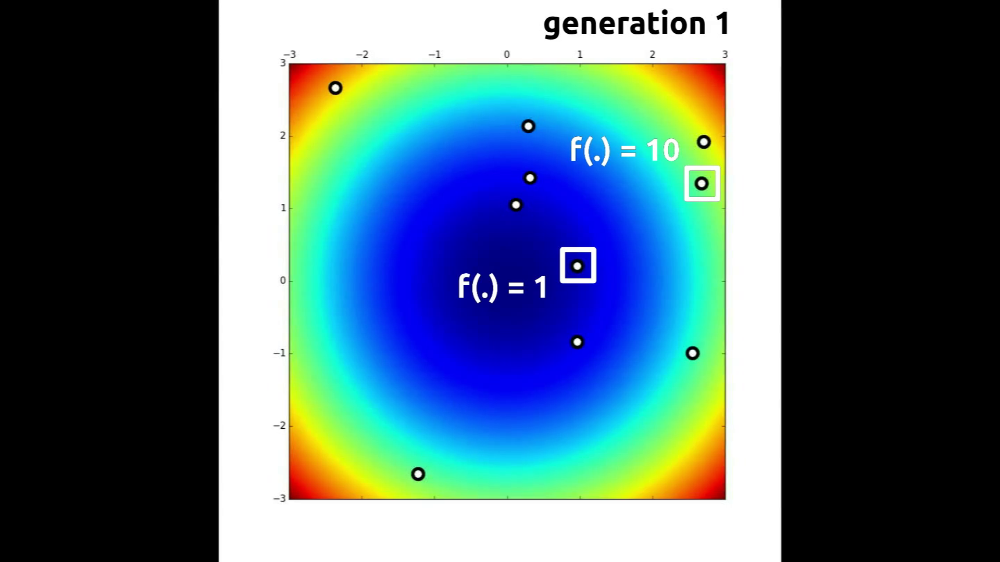 generation 1
−3 −2 −1 0 1 2 3
3
2
f(.) = 10
1
0
f(.) = 1
−1
−2
−3